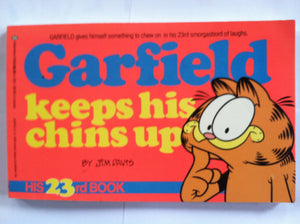 GARFIELD gives himself something to chew on in his 23rd smorgasbord of laughs.
Garfield
keeps his
chins up
BY JIM DAVIS
HIS 23rd BOOK